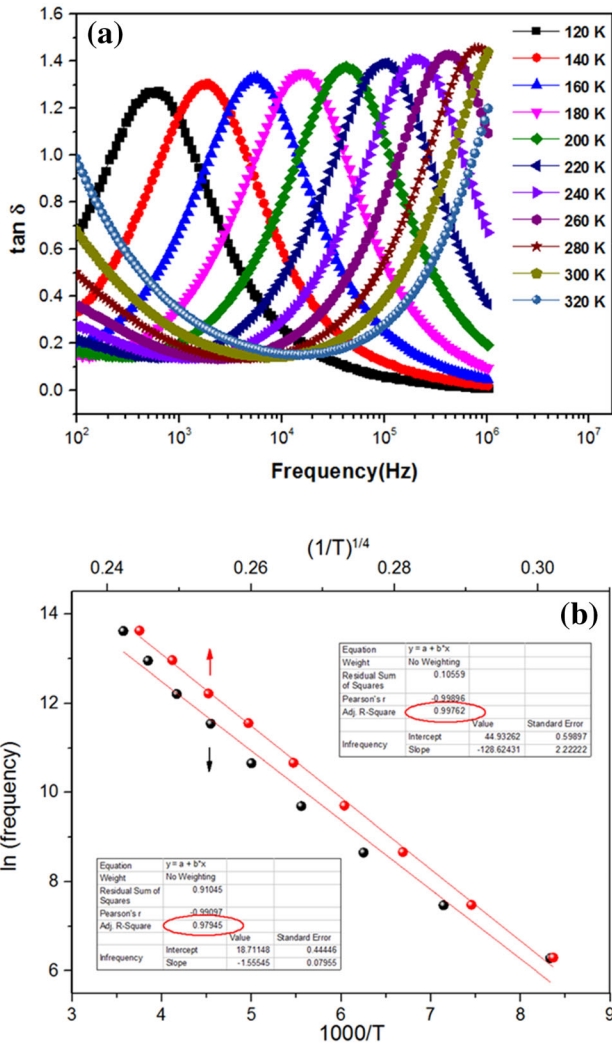 (a)
1.6
1.4
1.2
1.0
0.8
0.6
0.4
0.2
0.0
tan δ
10² 10³ 10⁴ 10⁵ 10⁶ 10⁷
Frequency(Hz)
120 K
140 K
160 K
180 K
200 K
220 K
240 K
260 K
280 K
300 K
320 K
(1/T)^1/4
0.24 0.26 0.28 0.30
(b)
14
12
10
8
6
ln (frequency)
Equation y = a + b*x
Weight No Weighting
Residual Sum of Squares 0.10559
Pearson's r -0.99896
Adj. R-Square 0.99762
Value Standard Error
Infrequency Intercept 44.93262 0.59897
Slope -128.62431 2.22222
Equation y = a + b*x
Weight No Weighting
Residual Sum of Squares 0.91045
Pearson's r -0.99097
Adj. R-Square 0.97945
Value Standard Error
Infrequency Intercept 18.71148 0.44446
Slope -1.55545 0.07955
3 4 5 6 7 8 9
1000/T